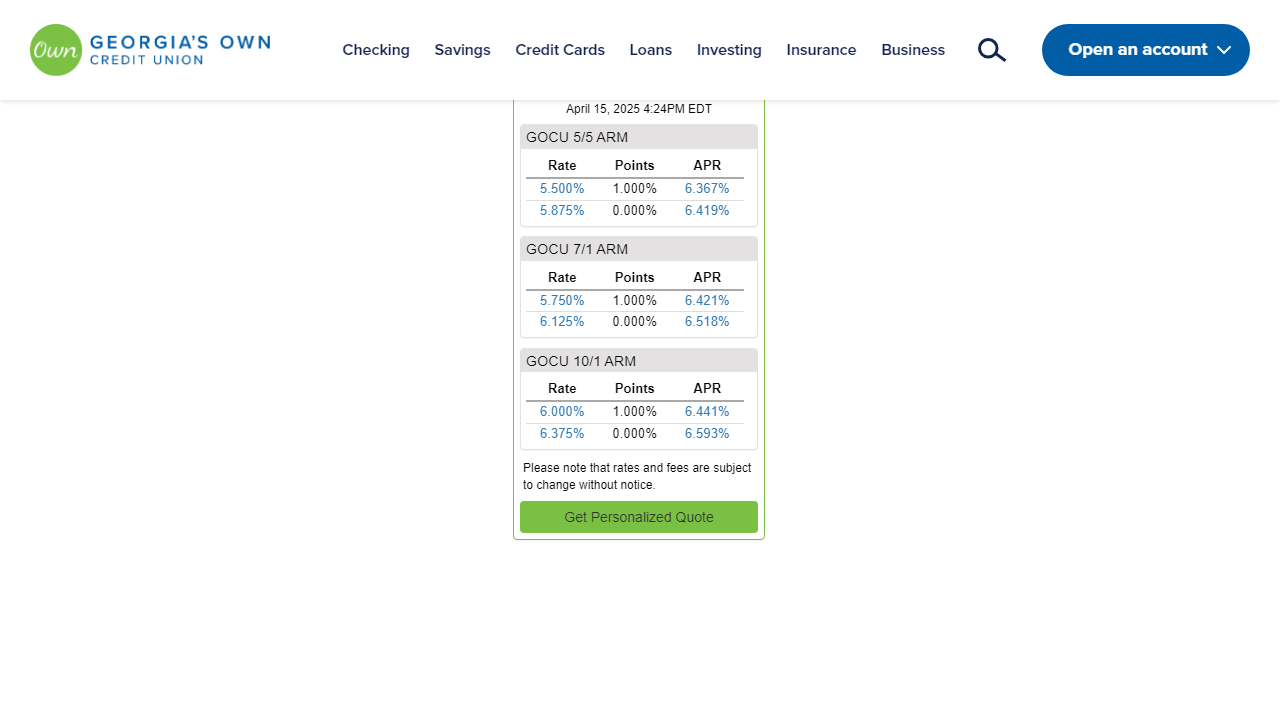 Own
GEORGIA'S OWN
CREDIT UNION
Checking Savings Credit Cards Loans Investing Insurance Business Open an account
April 15, 2025 4:24PM EDT
GOCU 5/5 ARM
Rate Points APR
5.500% 1.000% 6.367%
5.875% 0.000% 6.419%
GOCU 7/1 ARM
Rate Points APR
5.750% 1.000% 6.421%
6.125% 0.000% 6.518%
GOCU 10/1 ARM
Rate Points APR
6.000% 1.000% 6.441%
6.375% 0.000% 6.593%
Please note that rates and fees are subject
to change without notice.
Get Personalized Quote